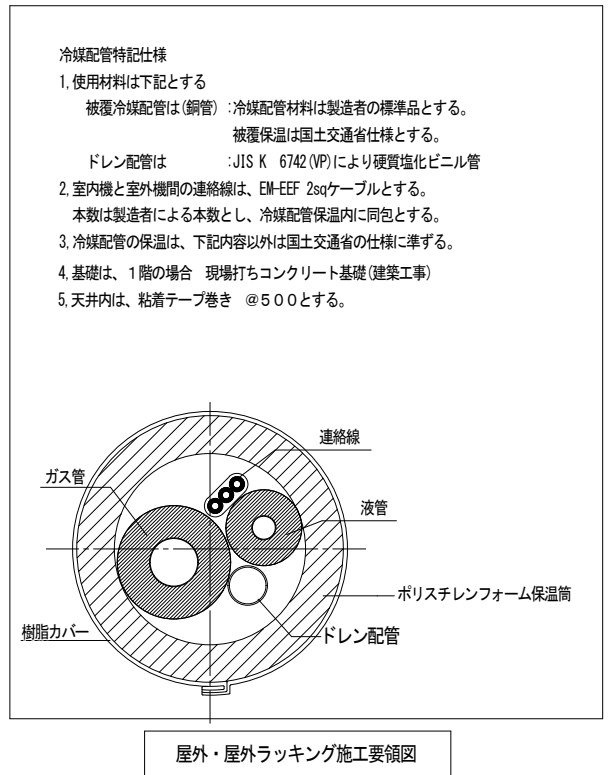 冷媒配管特記仕様
1,使用材料は下記とする
被覆冷媒配管は(銅管) :冷媒配管材料は製造者の標準品とする。
被覆保温は国土交通省仕様とする。
ドレン配管は :JIS K 6742(VP)により硬質塩化ビニル管
2,室内機と室外機間の連絡線は、EM-EEF 2sqケーブルとする。
本数は製造者による本数とし、冷媒配管保温内に同包とする。
3,冷媒配管の保温は、下記内容以外は国土交通省の仕様に準ずる。
4,基礎は、1階の場合 現場打ちコンクリート基礎(建築工事)
5,天井内は、粘着テープ巻き @500とする。
連絡線
ガス管
液管
ポリスチレンフォーム保温筒
樹脂カバー
ドレン配管
屋外・屋外ラッキング施工要領図